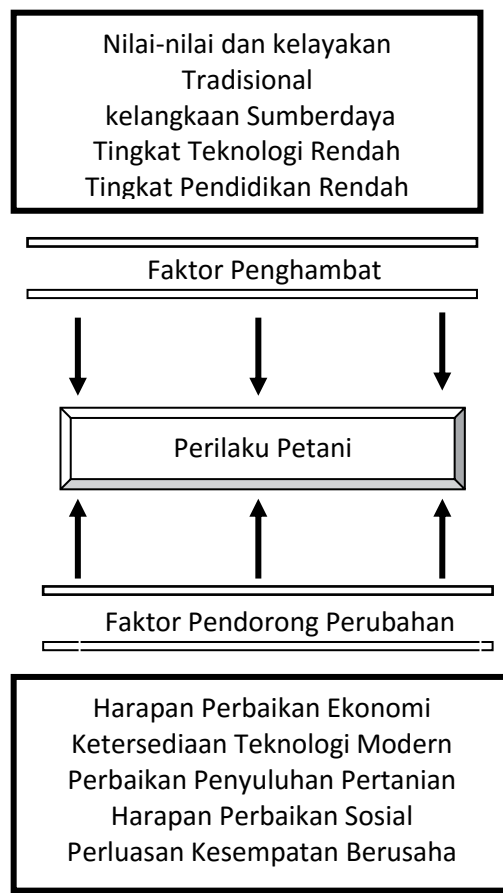 Nilai-nilai dan kelayakan
Tradisional
kelangkaan Sumberdaya
Tingkat Teknologi Rendah
Tingkat Pendidikan Rendah
Faktor Penghambat
Perilaku Petani
Faktor Pendorong Perubahan
Harapan Perbaikan Ekonomi
Ketersediaan Teknologi Modern
Perbaikan Penyuluhan Pertanian
Harapan Perbaikan Sosial
Perluasan Kesempatan Berusaha